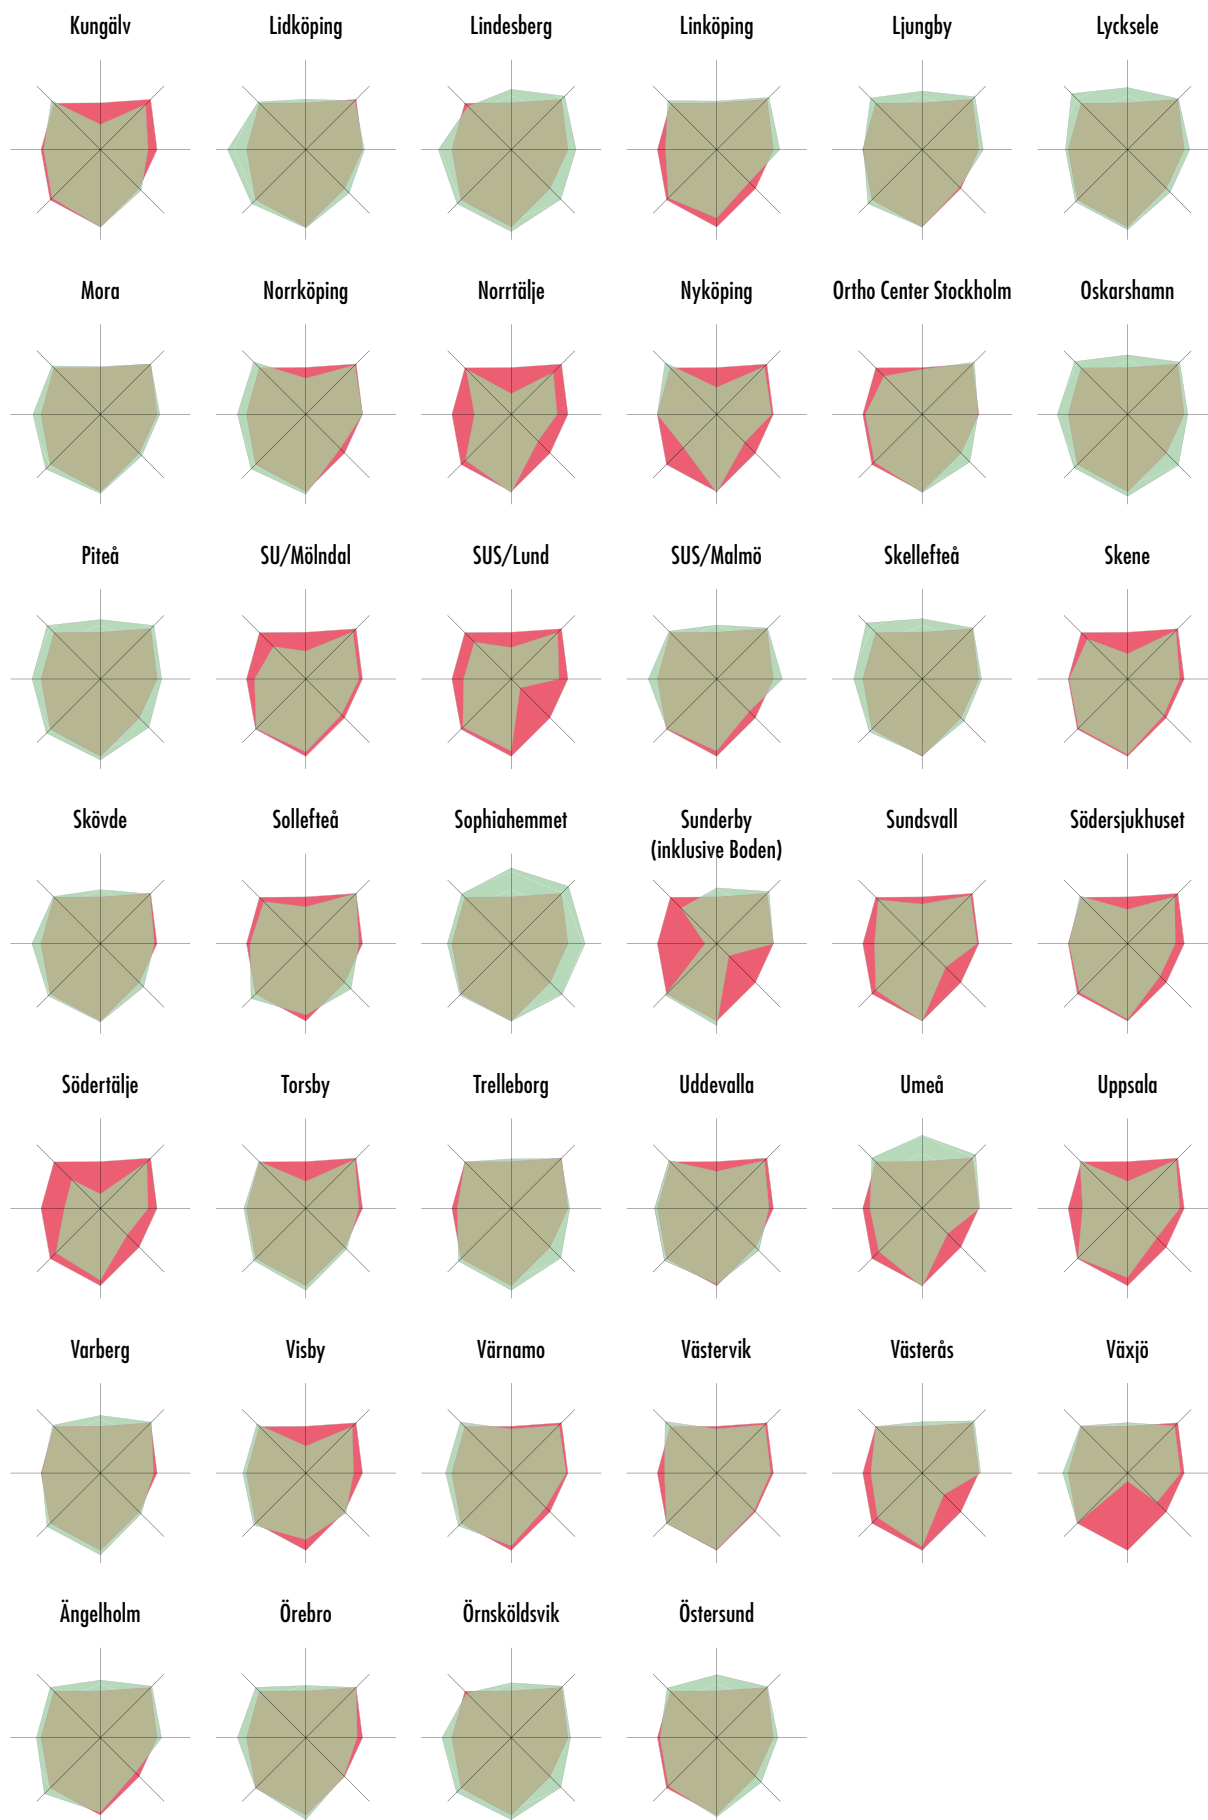 Kungälv
Lidköping
Lindesberg
Linköping
Ljungby
Lycksele
Mora
Norrköping
Norrtälje
Nyköping
Ortho Center Stockholm
Oskarshamn
Piteå
SU/Mölndal
SUS/Lund
SUS/Malmö
Skellefteå
Skene
Skövde
Sollefteå
Sophiahemmet
Sunderby
(inklusive Boden)
Sundsvall
Södersjukhuset
Södertälje
Torsby
Trelleborg
Uddevalla
Umeå
Uppsala
Varberg
Visby
Värnamo
Västervik
Västerås
Växjö
Ängelholm
Örebro
Örnsköldsvik
Östersund